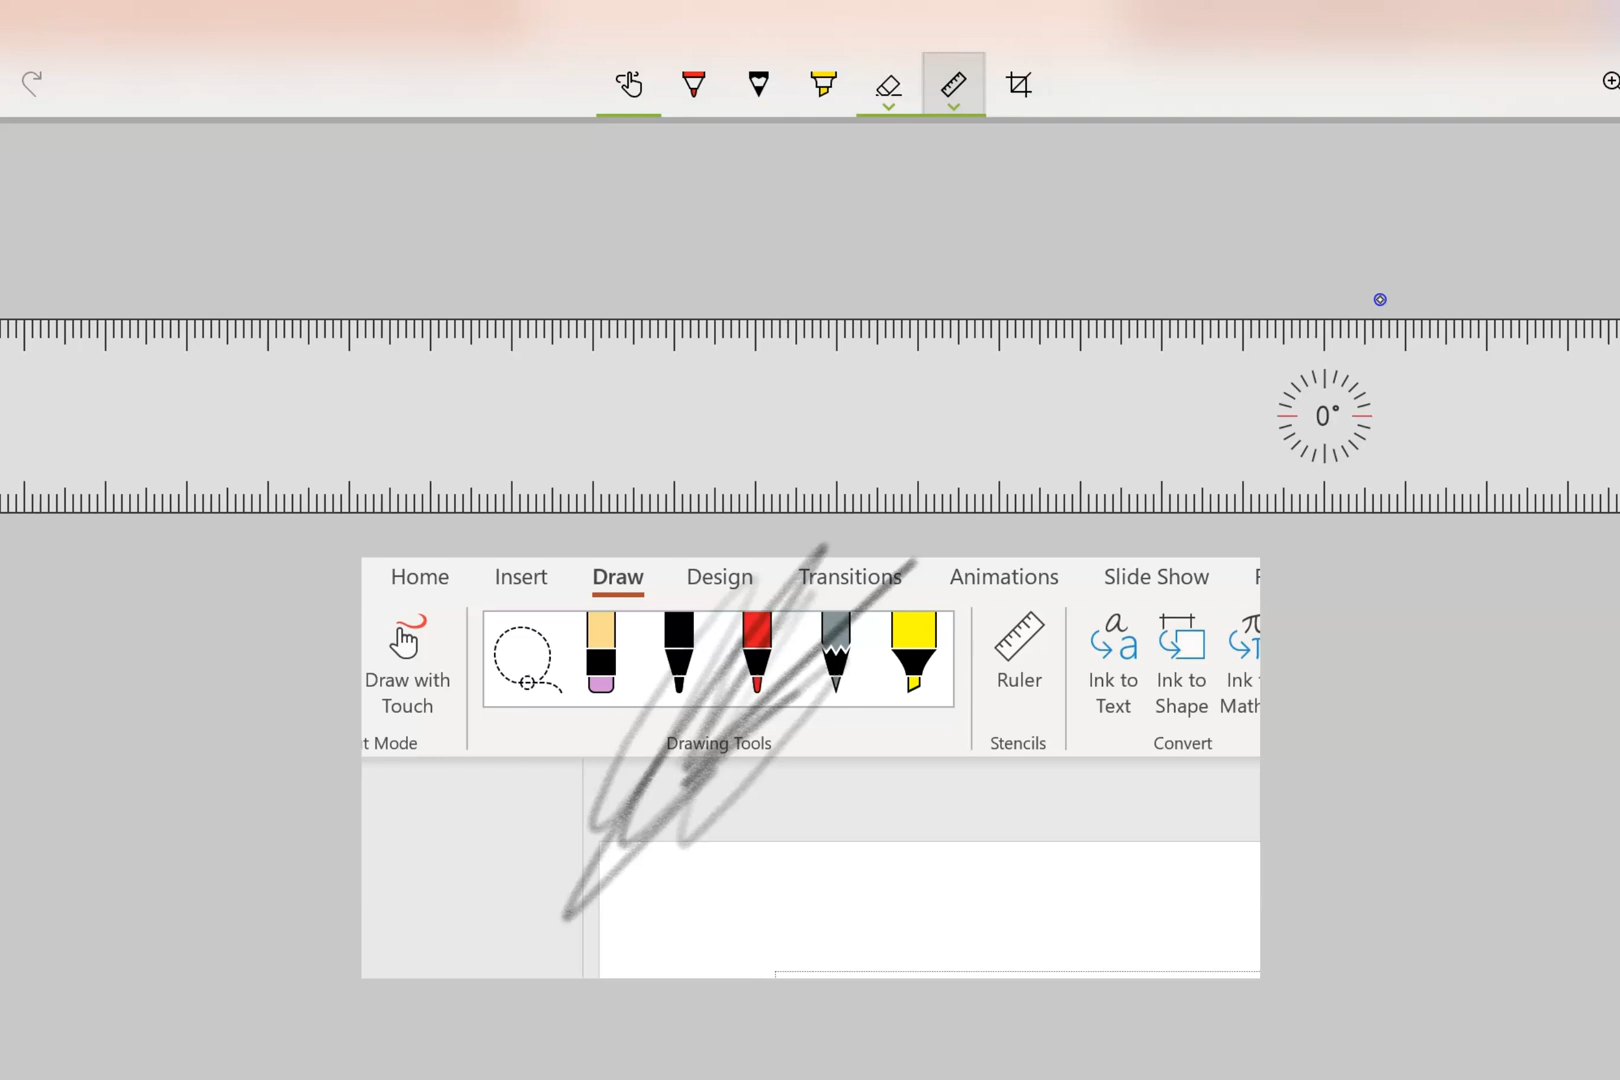 0°
Home Insert Draw Design Transitions Animations Slide Show
Draw with Touch
Ruler
Ink to Text
Ink to Shape
Ink Math
t Mode
Drawing Tools
Stencils
Convert